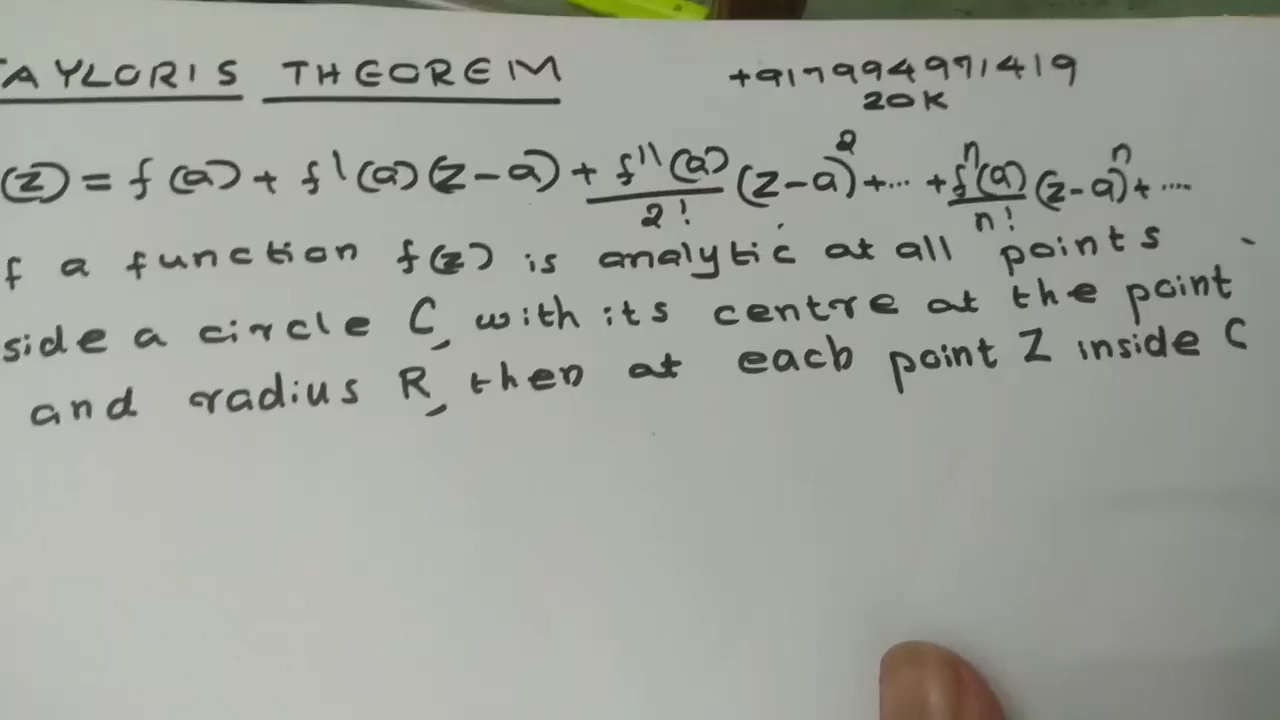 AYLOR'S THEOREM
+917994971419
20K
(z) = f(a) + f'(a)(z-a) + f''(a)/2! (z-a)² + ... + fⁿ(a)/n! (z-a)ⁿ + ....
f a function f(z) is analytic at all points
side a circle C, with its centre at the point
and radius R, then at each point Z inside C